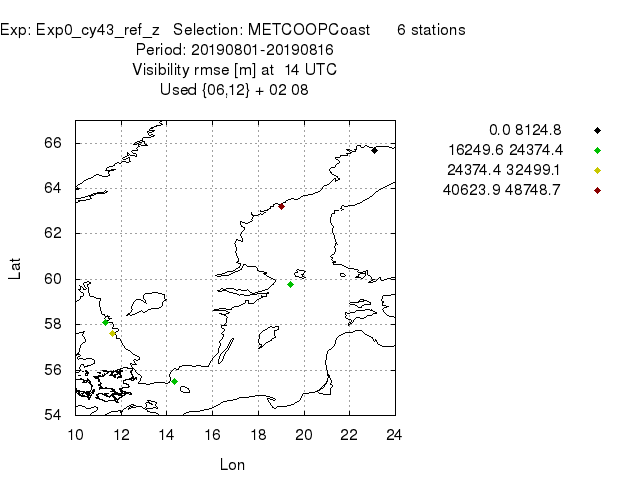 Exp: Exp0_cy43_ref_z Selection: METCOOPCoast 6 stations
Period: 20190801-20190816
Visibility rmse [m] at 14 UTC
Used {06,12} + 02 08
0.0 8124.8
16249.6 24374.4
24374.4 32499.1
40623.9 48748.7
66
64
62
60
58
56
54
Lat
10 12 14 16 18 20 22 24
Lon